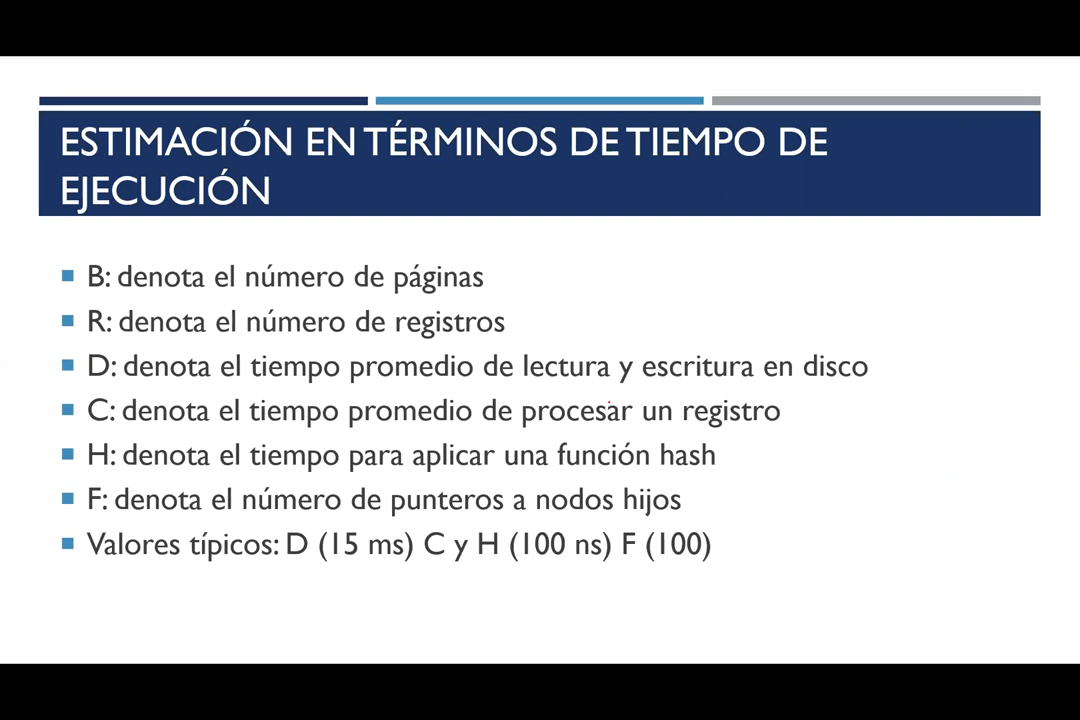 ESTIMACIÓN EN TÉRMINOS DE TIEMPO DE
EJECUCIÓN
B: denota el número de páginas
R: denota el número de registros
D: denota el tiempo promedio de lectura y escritura en disco
C: denota el tiempo promedio de procesar un registro
H: denota el tiempo para aplicar una función hash
F: denota el número de punteros a nodos hijos
Valores típicos: D (15 ms) C y H (100 ns) F (100)